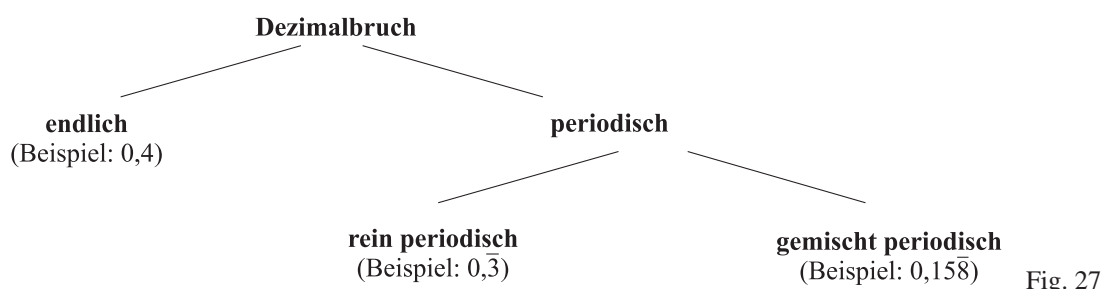 Dezimalbruch
endlich
(Beispiel: 0,4)
periodisch
rein periodisch
(Beispiel: 0,3̅)
gemischt periodisch
(Beispiel: 0,158̅)
Fig. 27